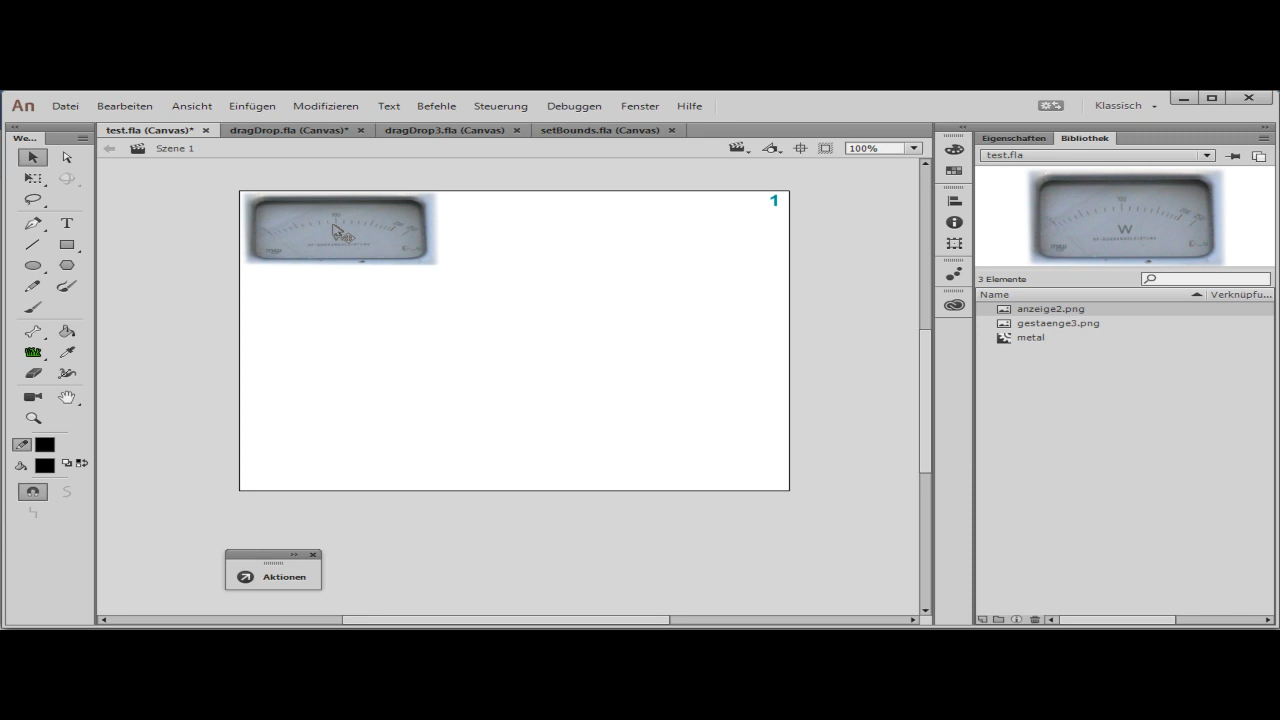 An Datei Bearbeiten Ansicht Einfügen Modifizieren Text Befehle Steuerung Debuggen Fenster Hilfe Klassisch
We... test.fla (Canvas)* dragDrop.fla (Canvas)* dragDrop3.fla (Canvas) setBounds.fla (Canvas) Eigenschaften Bibliothek
Szene 1 100% test.fla
1
100
W
3 Elemente
Name Verknüpfu...
anzeige2.png
gestaenge3.png
metal
Aktionen